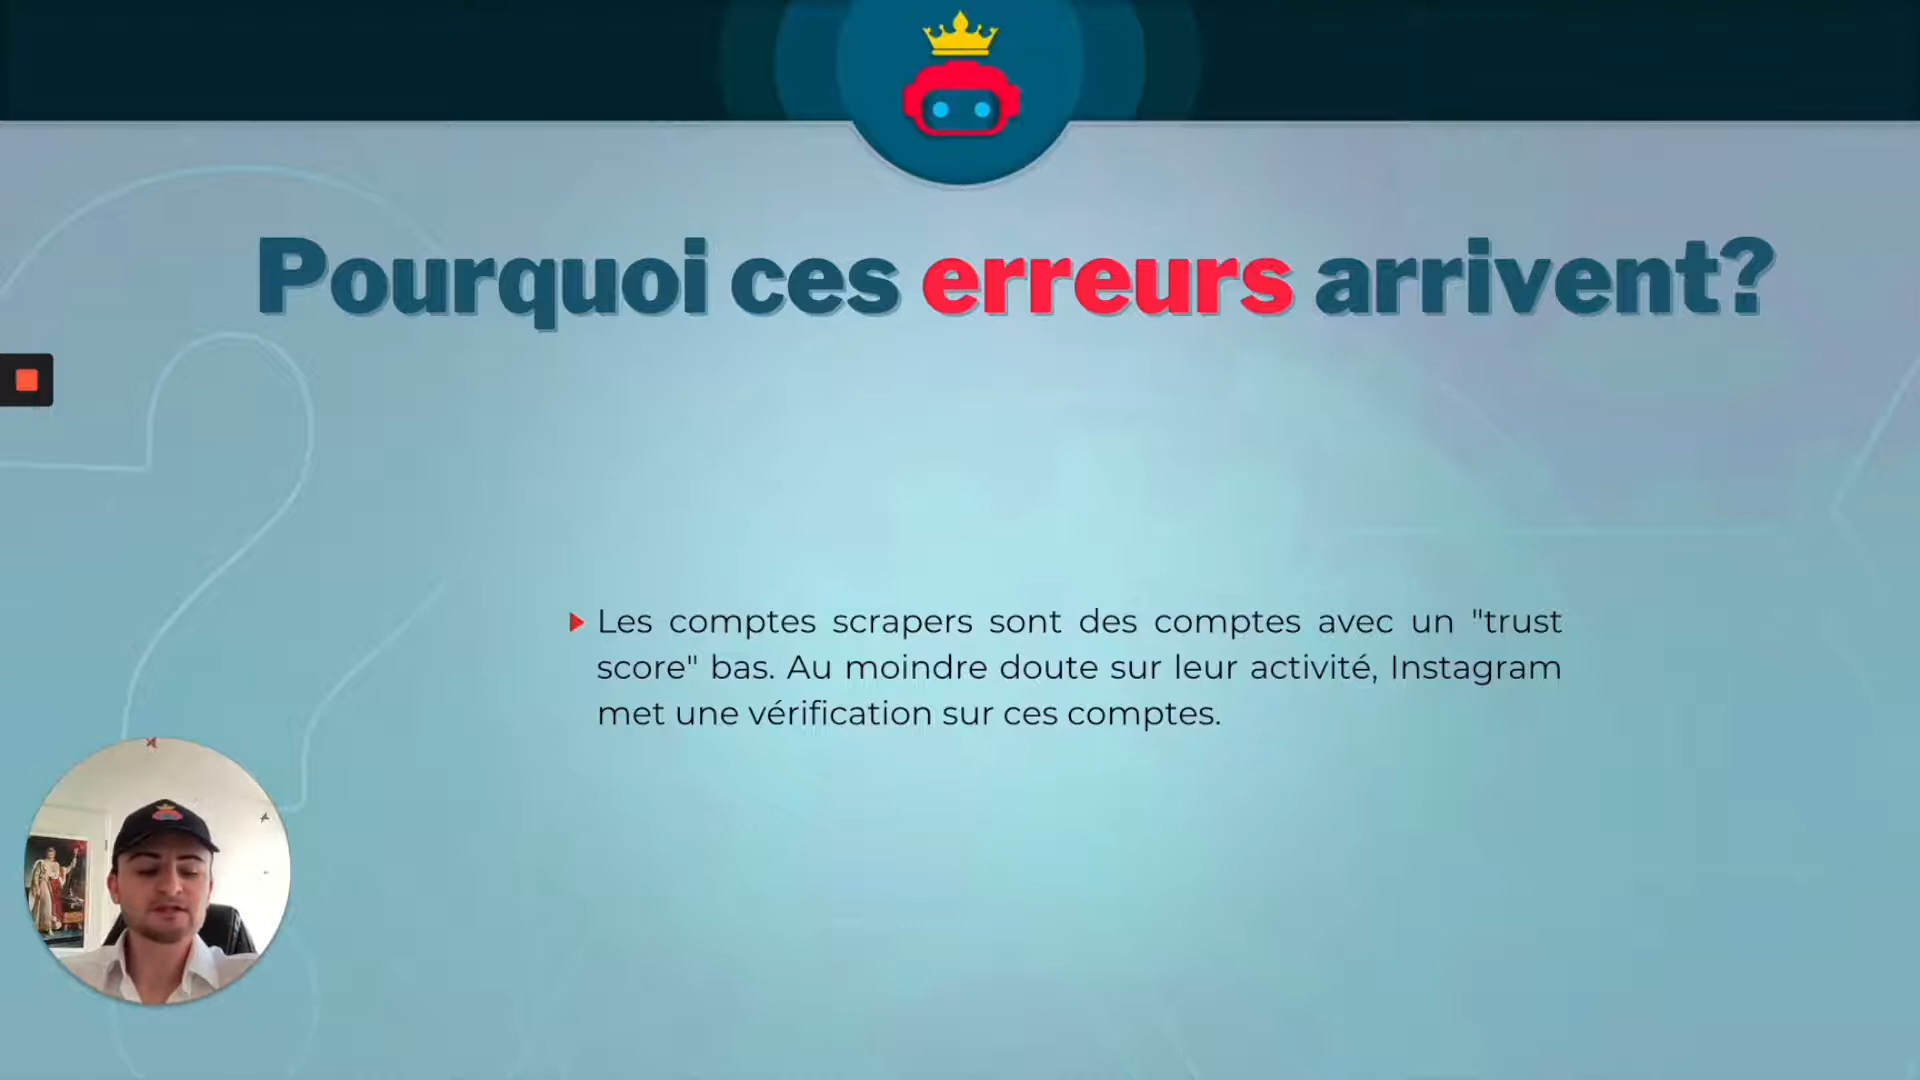 Pourquoi ces erreurs arrivent?
Les comptes scrapers sont des comptes avec un "trust
score" bas. Au moindre doute sur leur activité, Instagram
met une vérification sur ces comptes.